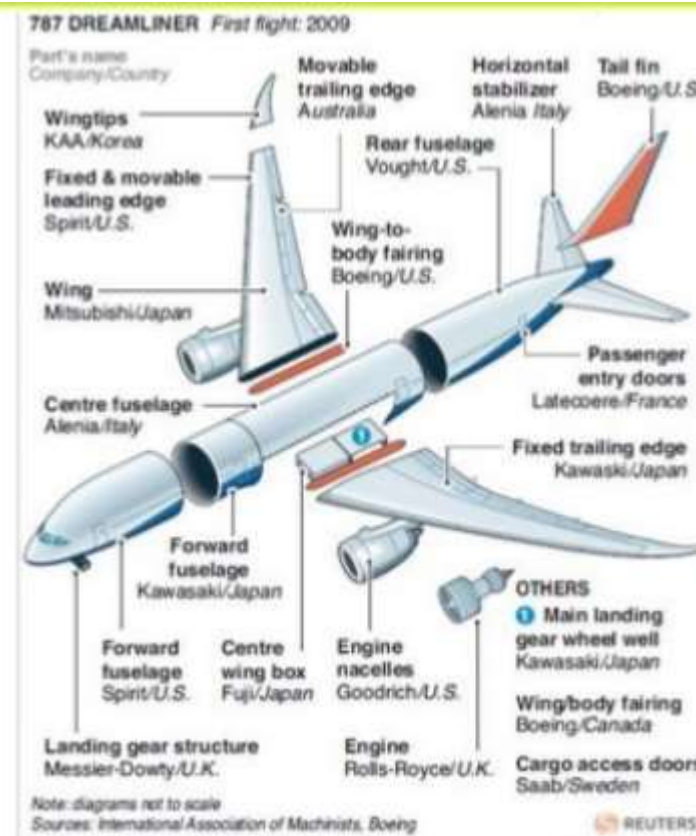 787 DREAMLINER First flight: 2009
Part's name
Company/Country
Wingtips
KAA/Korea
Fixed & movable
leading edge
Spirit/U.S.
Wing
Mitsubishi/Japan
Centre fuselage
Alenia/Italy
Movable
trailing edge
Australia
Horizontal
stabilizer
Alenia Italy
Tail fin
Boeing/U.S
Rear fuselage
Vought/U.S.
Wing-to-
body fairing
Boeing/U.S.
Passenger
entry doors
Latecoere/France
Fixed trailing edge
Kawaski/Japan
1
Forward
fuselage
Kawasaki/Japan
Forward
fuselage
Spirit/U.S.
Centre
wing box
Fuji/Japan
Engine
nacelles
Goodrich/U.S.
Landing gear structure
Messier-Dowty/U.K.
Engine
Rolls-Royce/U.K.
OTHERS
1 Main landing
gear wheel well
Kawasaki/Japan
Wing/body fairing
Boeing/Canada
Cargo access doors
Saab/Sweden
Note: diagrams not to scale
Sources: International Association of Machinists, Boeing
REUTERS